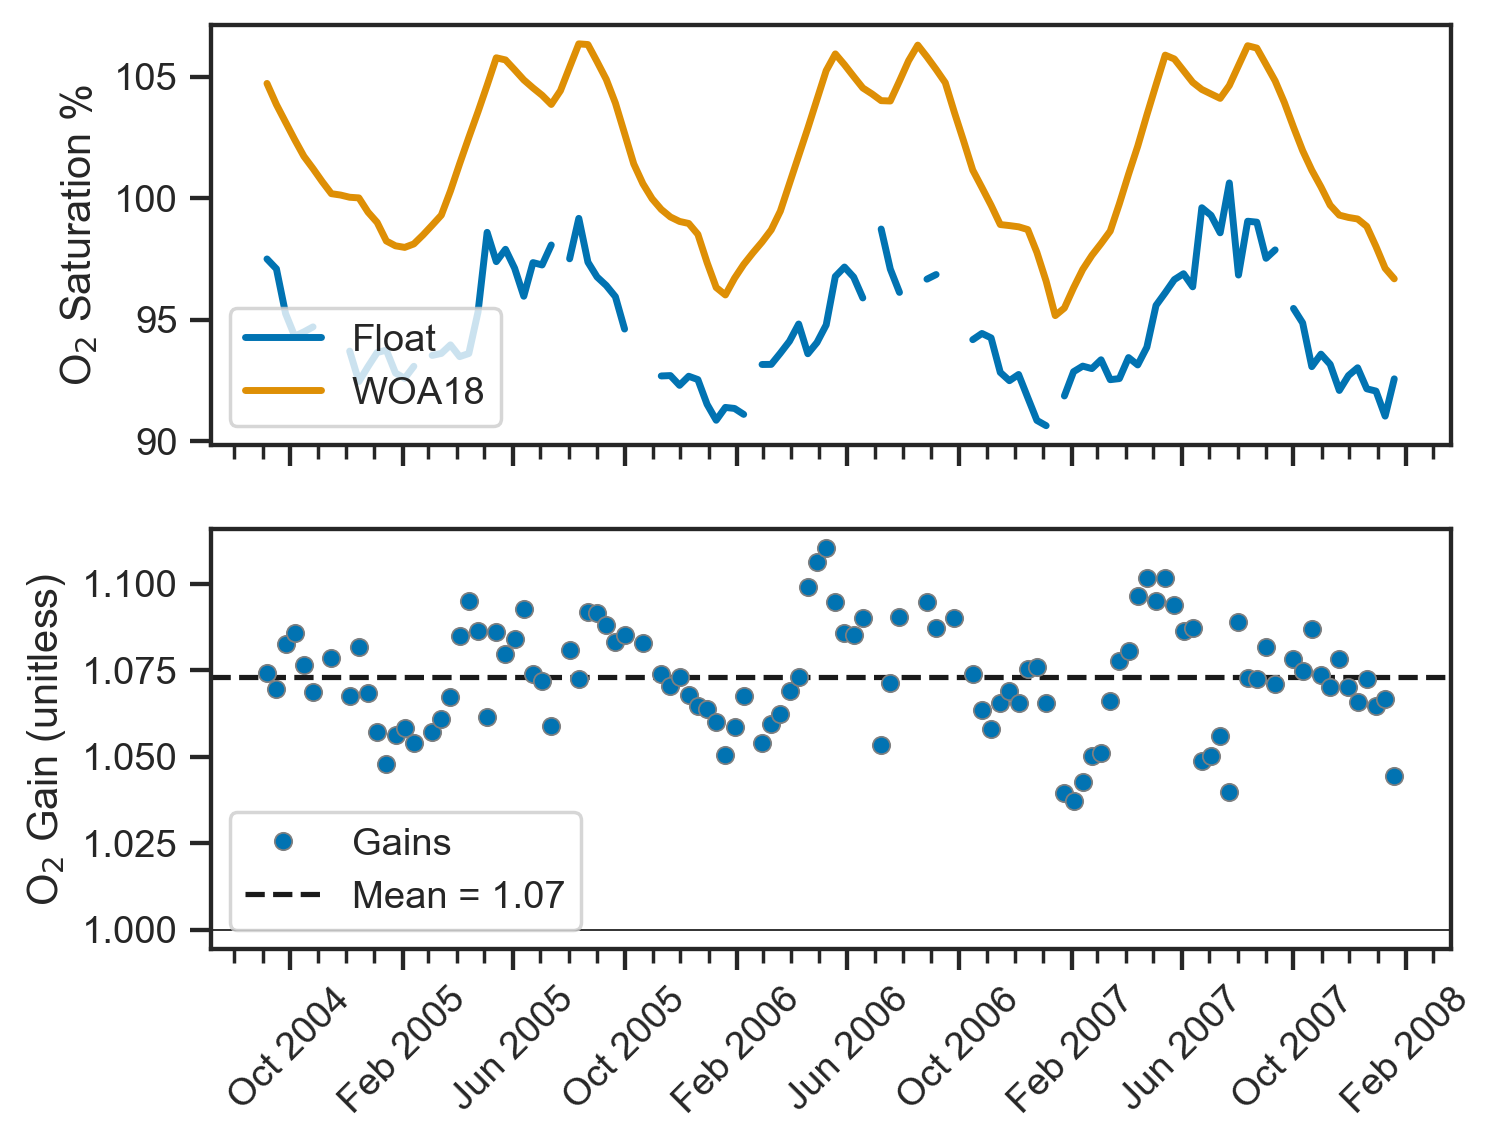 O₂ Saturation %
105
100
95
90
Float
WOA18
O₂ Gain (unitless)
1.100
1.075
1.050
1.025
1.000
Gains
Mean = 1.07
Oct 2004
Feb 2005
Jun 2005
Oct 2005
Feb 2006
Jun 2006
Oct 2006
Feb 2007
Jun 2007
Oct 2007
Feb 2008